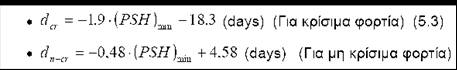 • d_cr = −1.9·(PSH)_min − 18.3 (days) (Για κρίσιμα φορτία) (5.3)
• d_n-cr = −0.48·(PSH)_min + 4.58 (days) (Για μη κρίσιμα φορτία)